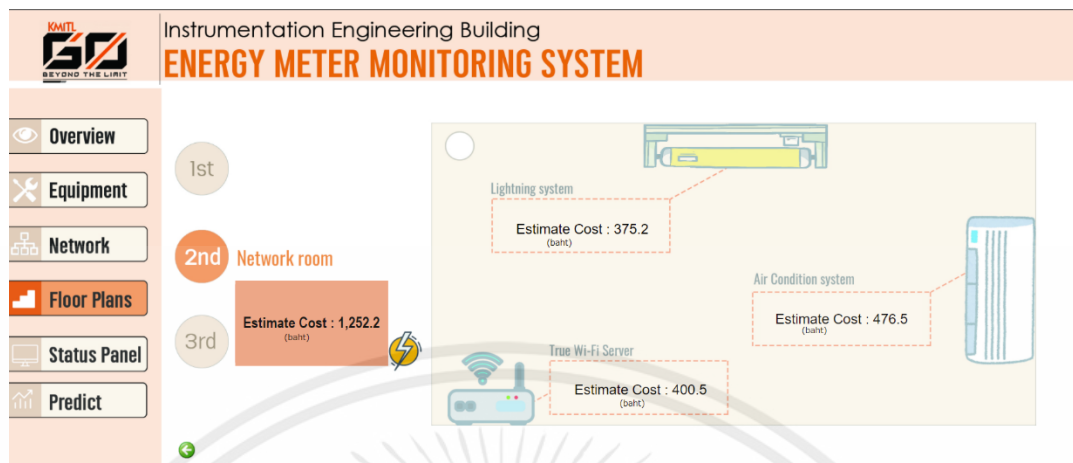 KMITL
GO
BEYOND THE LIMIT
Instrumentation Engineering Building
ENERGY METER MONITORING SYSTEM
Overview
Equipment
Network
Floor Plans
Status Panel
Predict
1st
2nd
Network room
Estimate Cost : 1,252.2
(baht)
3rd
Lightning system
Estimate Cost : 375.2
(baht)
Air Condition system
Estimate Cost : 476.5
(baht)
True Wi-Fi Server
Estimate Cost : 400.5
(baht)